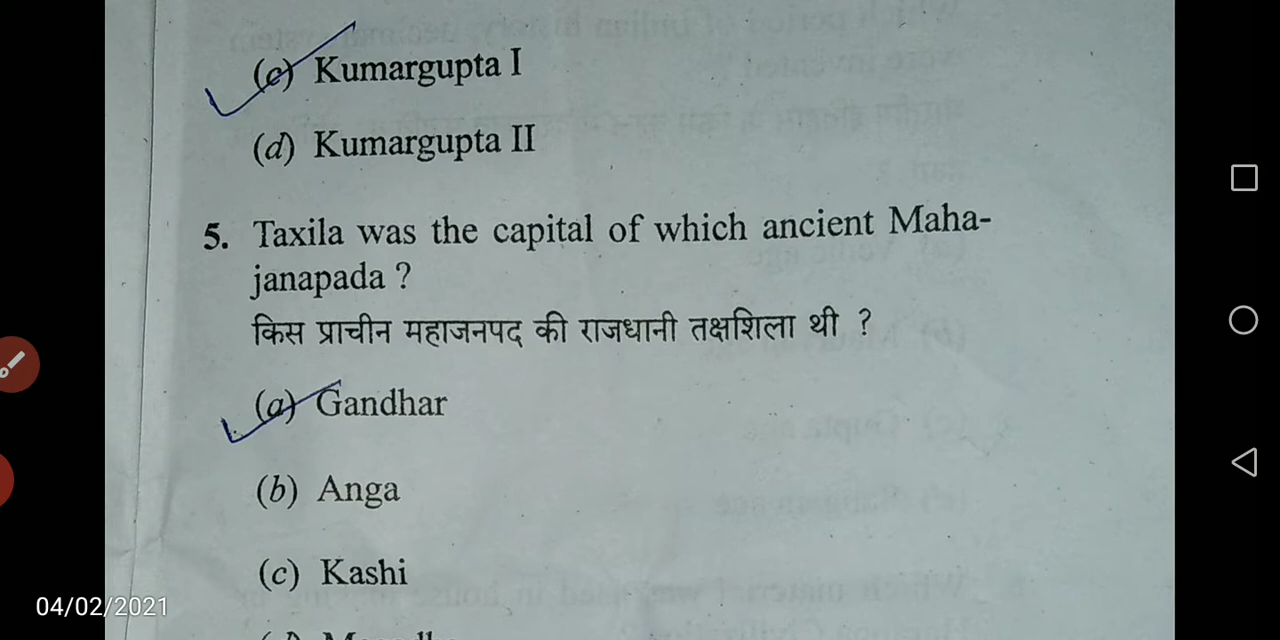 (c) Kumargupta I
(d) Kumargupta II
5. Taxila was the capital of which ancient Maha-
janapada ?
किस प्राचीन महाजनपद की राजधानी तक्षशिला थी ?
(a) Gandhar
(b) Anga
(c) Kashi
04/02/2021